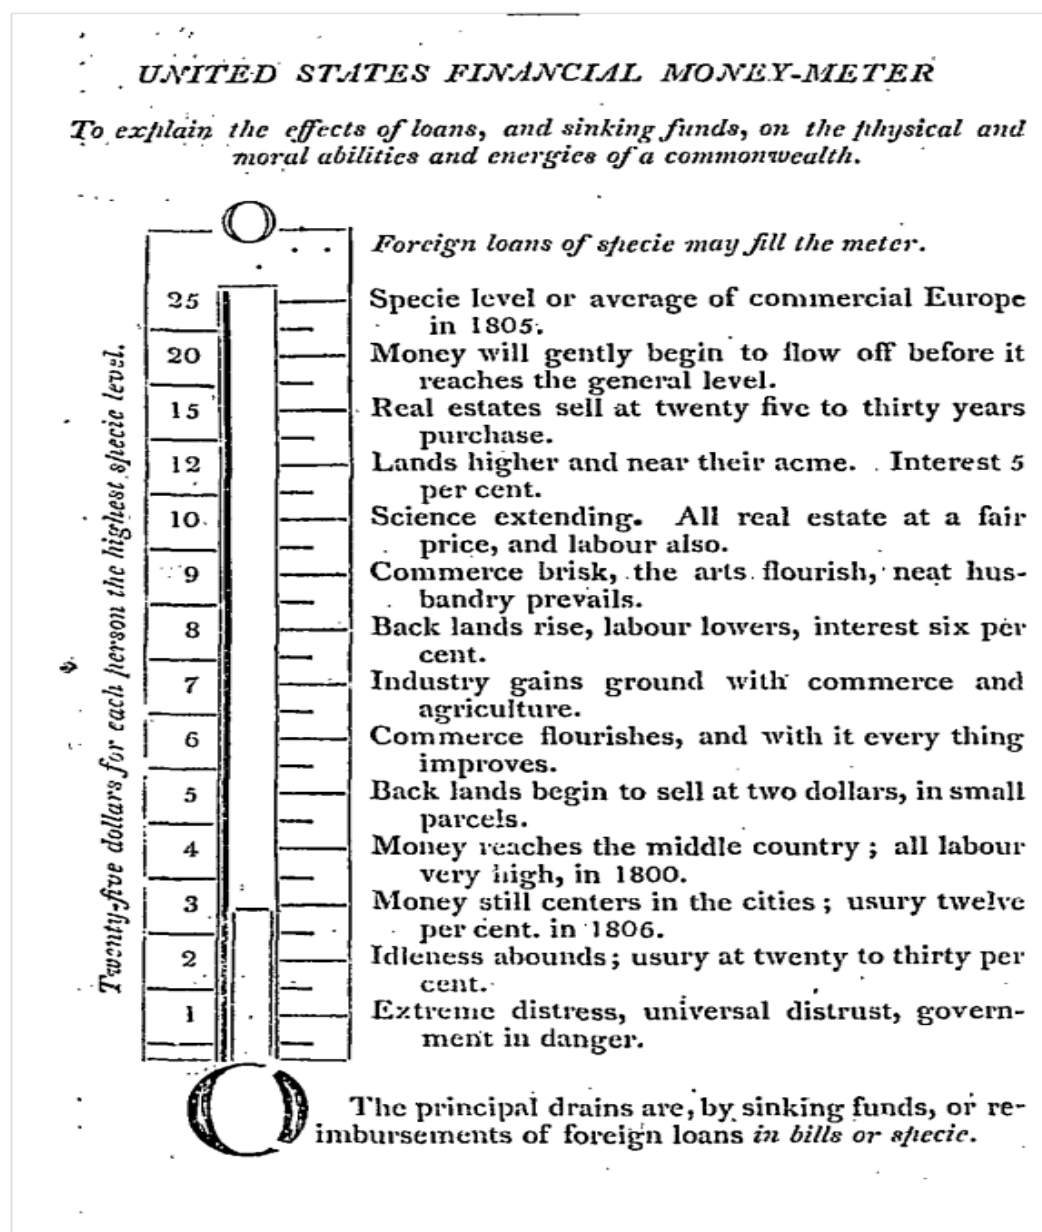 UNITED STATES FINANCIAL MONEY-METER
To explain the effects of loans, and sinking funds, on the physical and
moral abilities and energies of a commonwealth.
Foreign loans of specie may fill the meter.
Twenty-five dollars for each person the highest specie level.
25 Specie level or average of commercial Europe
in 1805.
20 Money will gently begin to flow off before it
reaches the general level.
15 Real estates sell at twenty five to thirty years
purchase.
12 Lands higher and near their acme. Interest 5
per cent.
10 Science extending. All real estate at a fair
price, and labour also.
9 Commerce brisk, the arts flourish, neat hus-
bandry prevails.
8 Back lands rise, labour lowers, interest six per
cent.
7 Industry gains ground with commerce and
agriculture.
6 Commerce flourishes, and with it every thing
improves.
5 Back lands begin to sell at two dollars, in small
parcels.
4 Money reaches the middle country ; all labour
very high, in 1800.
3 Money still centers in the cities ; usury twelve
per cent. in 1806.
2 Idleness abounds ; usury at twenty to thirty per
cent.
1 Extreme distress, universal distrust, govern-
ment in danger.
The principal drains are, by sinking funds, or re-
imbursements of foreign loans in bills or specie.